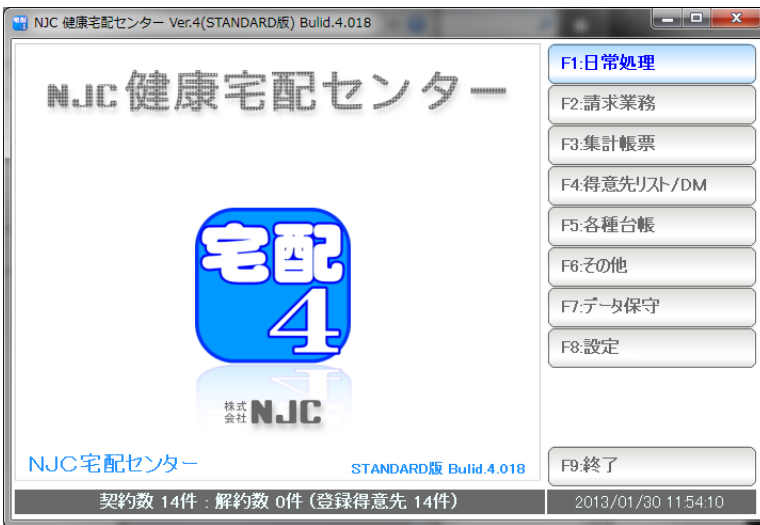 NJC 健康宅配センター Ver.4(STANDARD版) Bulid.4.018
NJC 健康宅配センター
宅配
4
株式会社 NJC
NJC宅配センター
STANDARD版 Bulid.4.018
F1:日常処理
F2:請求業務
F3:集計帳票
F4:得意先リスト/DM
F5:各種台帳
F6:その他
F7:データ保守
F8:設定
F9:終了
契約数 14件 : 解約数 0件 (登録得意先 14件)
2013/01/30 11:54:10